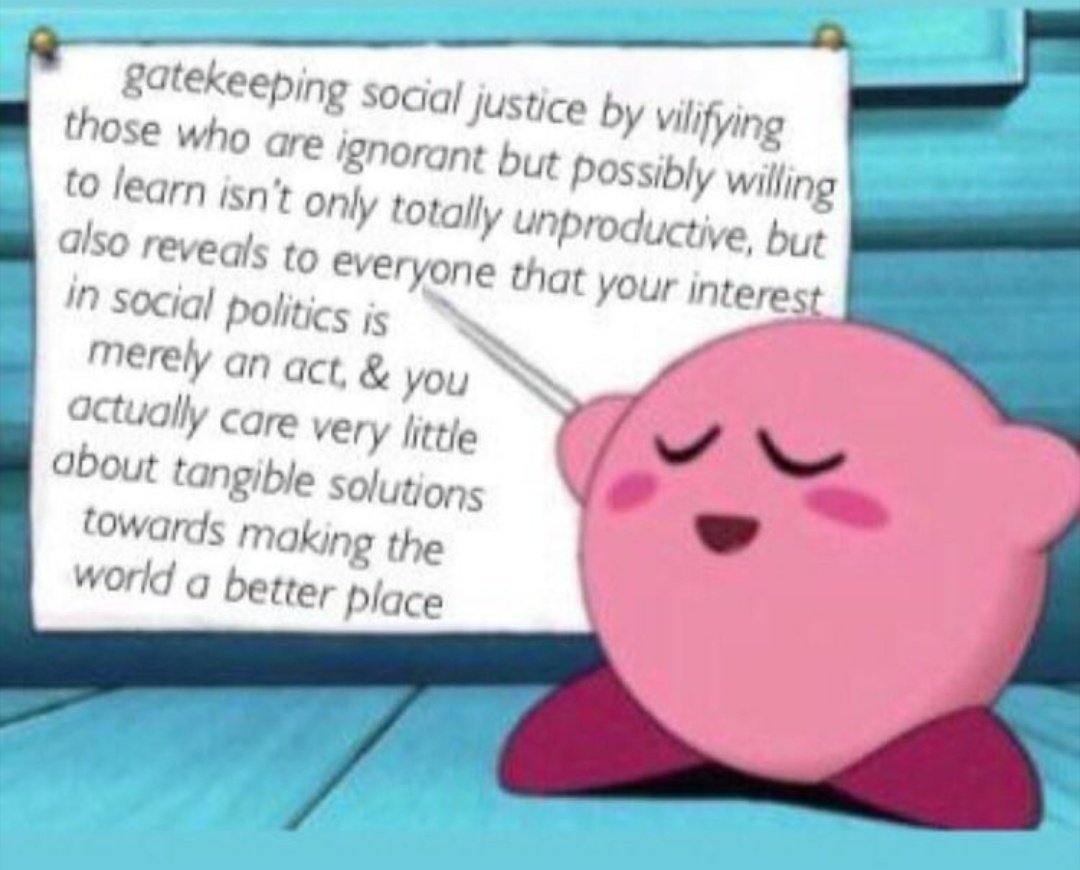 gatekeeping social justice by vilifying
those who are ignorant but possibly willing
to learn isn't only totally unproductive, but
also reveals to everyone that your interest
in social politics is
merely an act, & you
actually care very little
about tangible solutions
towards making the
world a better place